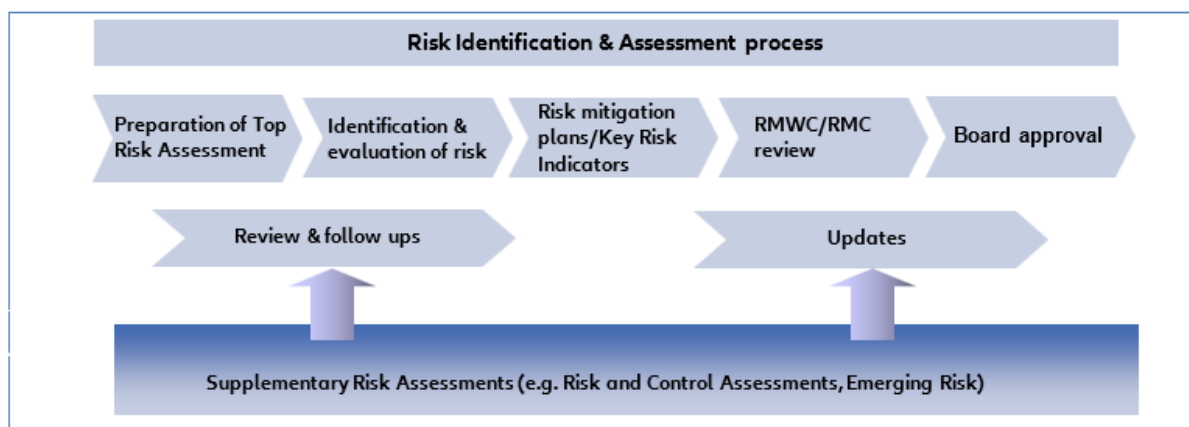 Risk Identification & Assessment process
Preparation of Top
Risk Assessment
Identification &
evaluation of risk
Risk mitigation
plans/Key Risk
Indicators
RMWC/RMC
review
Board approval
Review & follow ups
Updates
Supplementary Risk Assessments (e.g. Risk and Control Assessments, Emerging Risk)